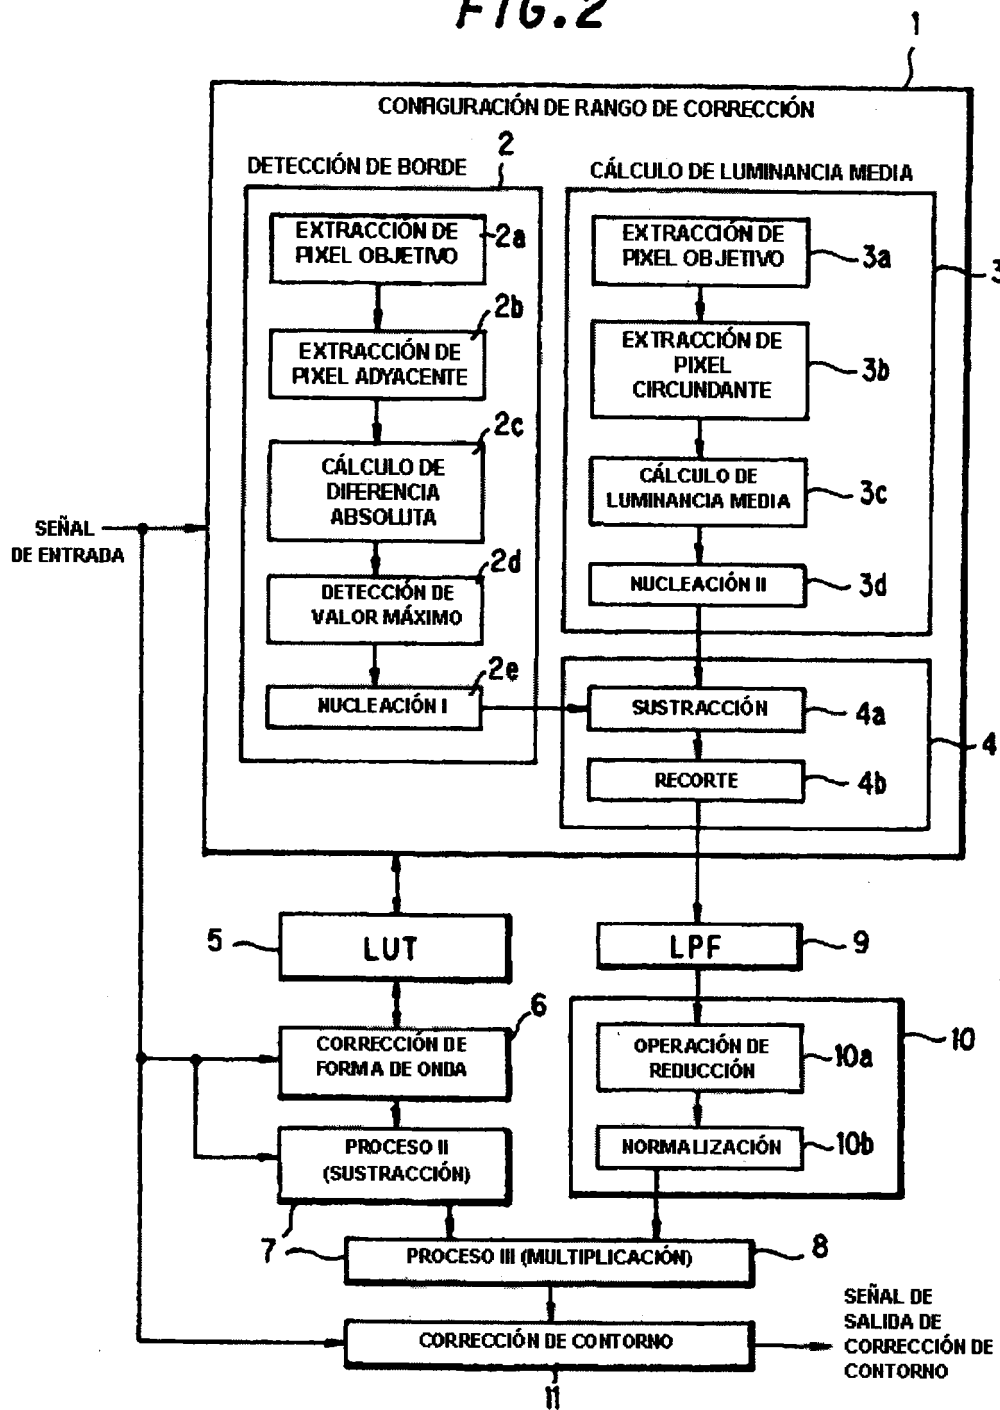 FIG.2
1
CONFIGURACIÓN DE RANGO DE CORRECCIÓN
DETECCIÓN DE BORDE
2
EXTRACCIÓN DE
PIXEL OBJETIVO
2a
EXTRACCIÓN DE
PIXEL ADYACENTE
2b
CÁLCULO DE
DIFERENCIA
ABSOLUTA
2c
DETECCIÓN DE
VALOR MÁXIMO
2d
NUCLEACIÓN I
2e
CÁLCULO DE LUMINANCIA MEDIA
3
EXTRACCIÓN DE
PIXEL OBJETIVO
3a
EXTRACCIÓN DE
PIXEL
CIRCUNDANTE
3b
CÁLCULO DE
LUMINANCIA MEDIA
3c
NUCLEACIÓN II
3d
SUSTRACCIÓN
4a
RECORTE
4b
4
SEÑAL
DE ENTRADA
5
LUT
LPF
9
6
CORRECCIÓN DE
FORMA DE ONDA
OPERACIÓN DE
REDUCCIÓN
10a
10
PROCESO II
(SUSTRACCIÓN)
NORMALIZACIÓN
10b
7
PROCESO III (MULTIPLICACIÓN)
8
CORRECCIÓN DE CONTORNO
11
SEÑAL DE
SALIDA DE
CORRECCIÓN DE
CONTORNO